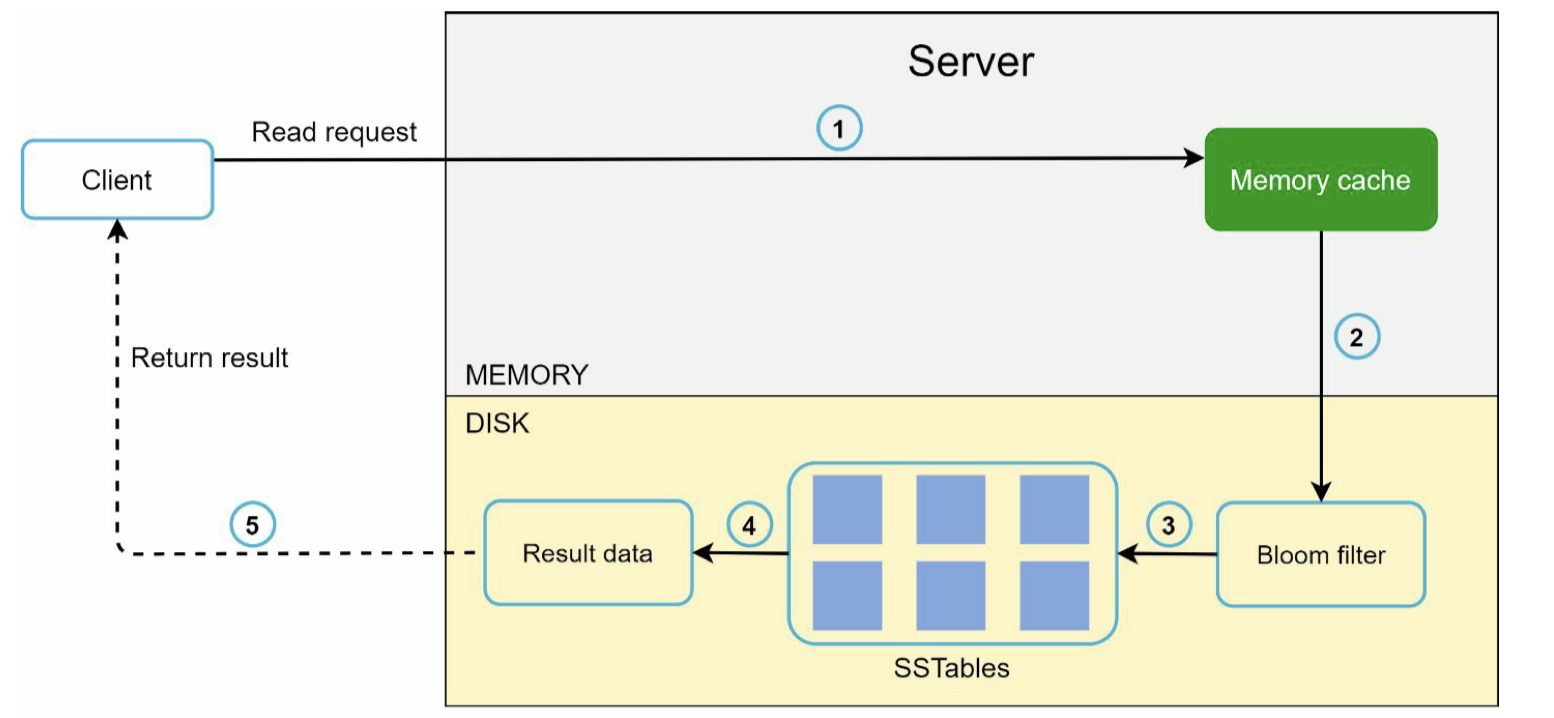 Server
Read request
1
Client
Memory cache
2
Return result
MEMORY
DISK
5
4
3
Result data
Bloom filter
SSTables